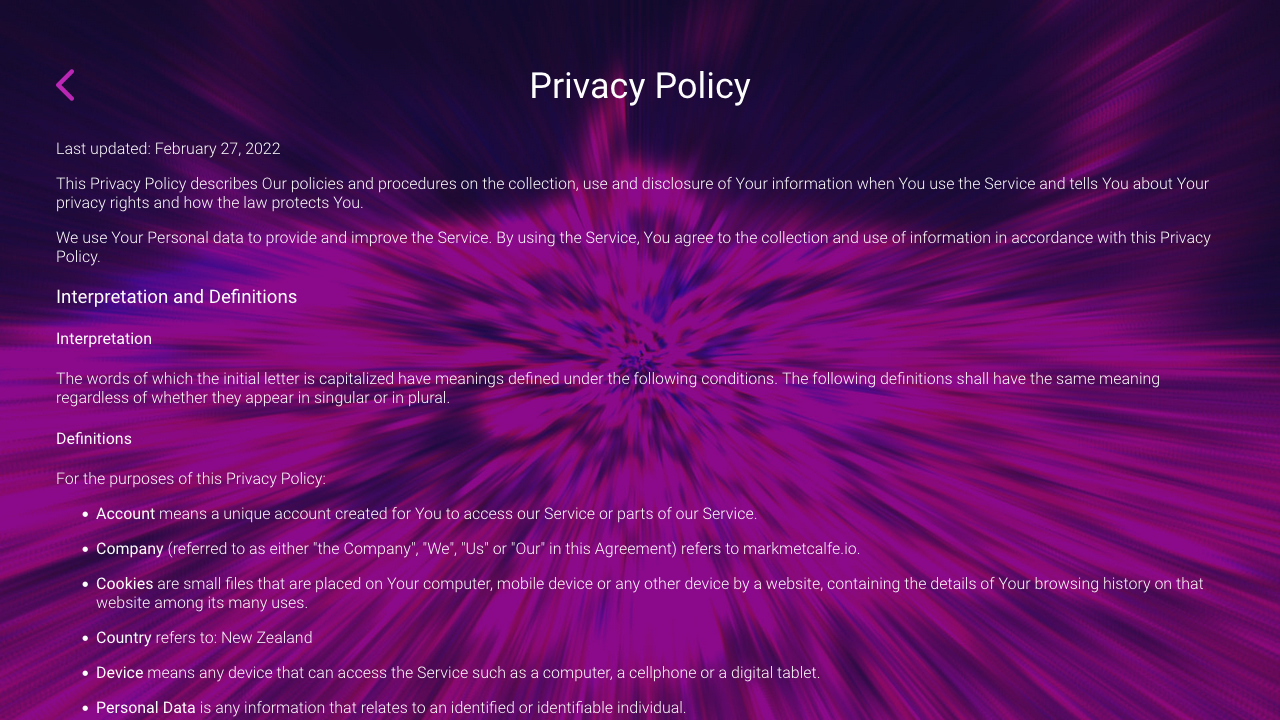 Privacy Policy
Last updated: February 27, 2022
This Privacy Policy describes Our policies and procedures on the collection, use and disclosure of Your information when You use the Service and tells You about Your
privacy rights and how the law protects You.
We use Your Personal data to provide and improve the Service. By using the Service, You agree to the collection and use of information in accordance with this Privacy
Policy.
Interpretation and Definitions
Interpretation
The words of which the initial letter is capitalized have meanings defined under the following conditions. The following definitions shall have the same meaning
regardless of whether they appear in singular or in plural.
Definitions
For the purposes of this Privacy Policy:
• Account means a unique account created for You to access our Service or parts of our Service.
• Company (referred to as either "the Company", "We", "Us" or "Our" in this Agreement) refers to markmetcalfe.io.
• Cookies are small files that are placed on Your computer, mobile device or any other device by a website, containing the details of Your browsing history on that
website among its many uses.
• Country refers to: New Zealand
• Device means any device that can access the Service such as a computer, a cellphone or a digital tablet.
• Personal Data is any information that relates to an identified or identifiable individual.